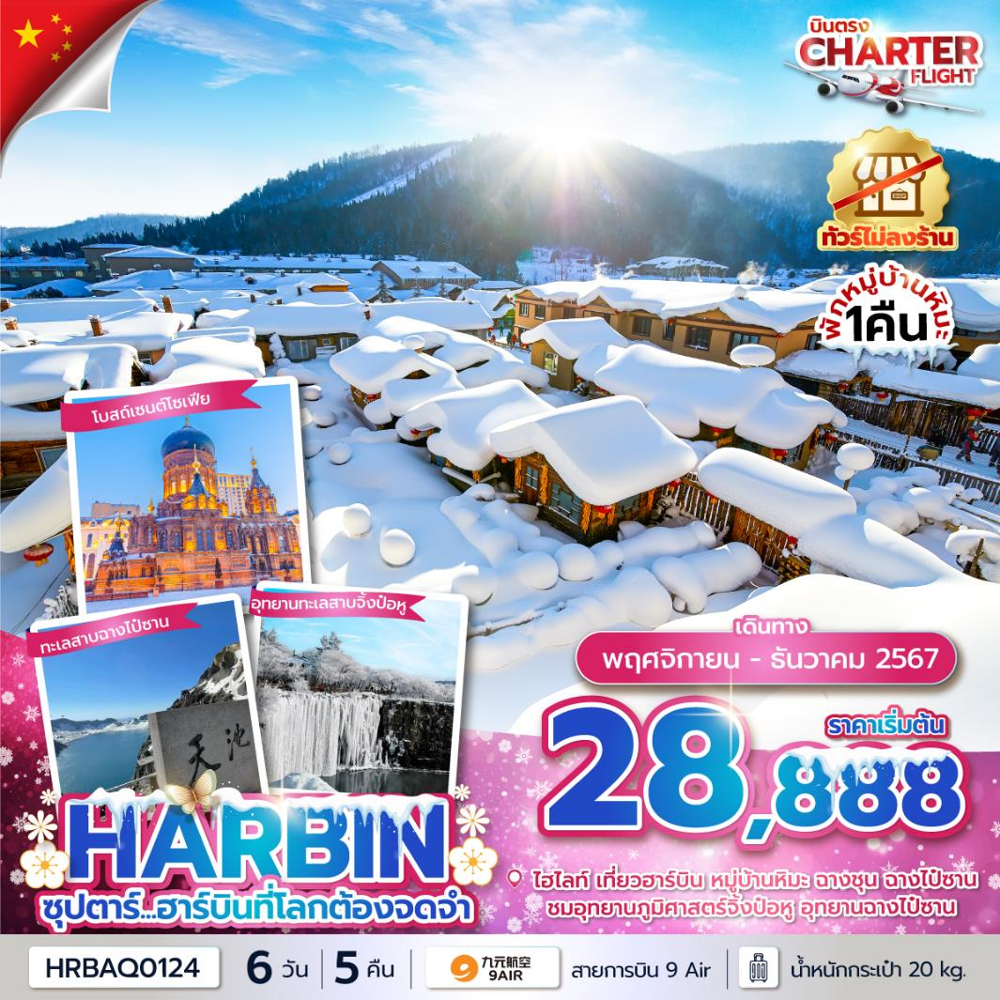 บินตรง
CHARTER
FLIGHT
SHOP
ทัวร์ไม่ลงร้าน
พักหมู่บ้านหิมะ
1คืน
โบสถ์เซนต์โซเฟีย
ทะเลสาบฉางไป๋ซาน
อุทยานทะเลสาบจิ้งป๋อหู
天池
เดินทาง
พฤศจิกายน - ธันวาคม 2567
ราคาเริ่มต้น
28,888
HARBIN
ซุปตาร์...ฮาร์บินที่โลกต้องจดจำ
ไฮไลท์ เที่ยวฮาร์บิน หมู่บ้านหิมะ ฉางชุน ฉางไป๋ซาน
ชมอุทยานภูมิศาสตร์จิ้งป๋อหู อุทยานฉางไป๋ซาน
HRBAQ0124
6 วัน
5 คืน
九元航空
9AIR
สายการบิน 9 Air
น้ำหนักกระเป๋า 20 kg.